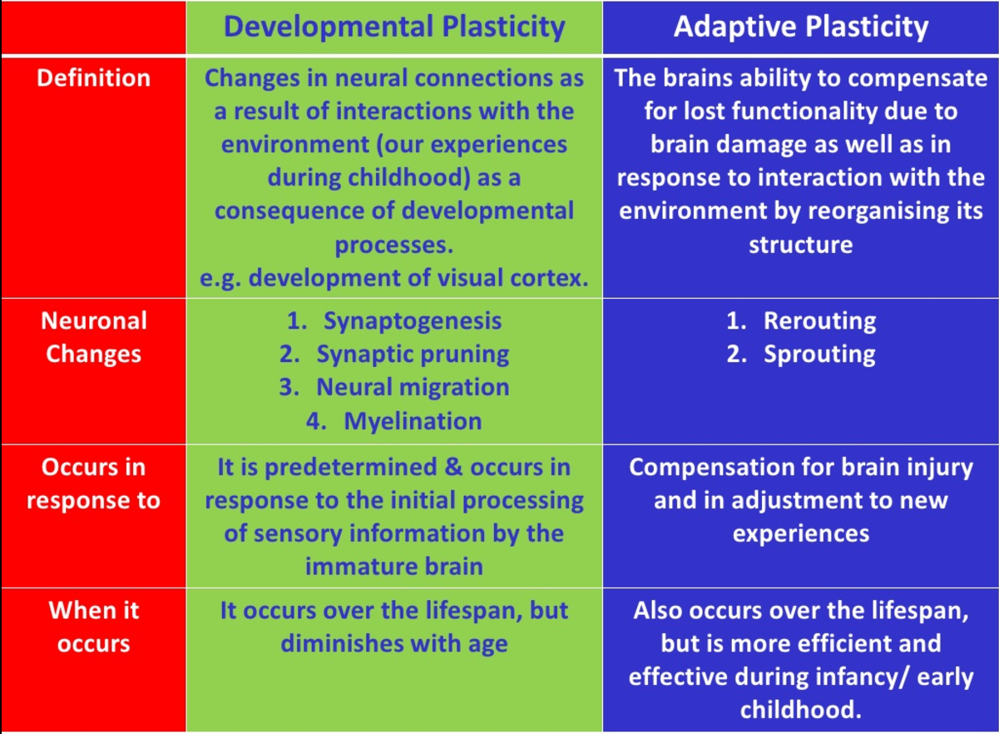 Developmental Plasticity
Adaptive Plasticity
Definition
Changes in neural connections as
a result of interactions with the
environment (our experiences
during childhood) as a
consequence of developmental
processes.
e.g. development of visual cortex.
The brains ability to compensate
for lost functionality due to
brain damage as well as in
response to interaction with the
environment by reorganising its
structure
Neuronal
Changes
1. Synaptogenesis
2. Synaptic pruning
3. Neural migration
4. Myelination
1. Rerouting
2. Sprouting
Occurs in
response to
It is predetermined & occurs in
response to the initial processing
of sensory information by the
immature brain
Compensation for brain injury
and in adjustment to new
experiences
When it
occurs
It occurs over the lifespan, but
diminishes with age
Also occurs over the lifespan,
but is more efficient and
effective during infancy/ early
childhood.